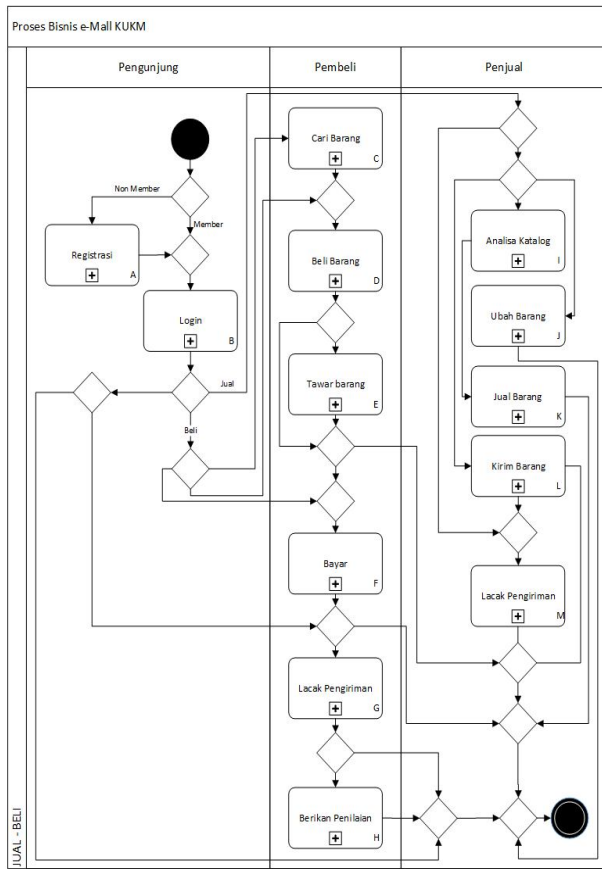 Proses Bisnis e-Mall KUKM
Pengunjung
Pembeli
Penjual
Cari Barang
C
Non Member
Member
Registrasi
A
Analisa Katalog
I
Beli Barang
D
Login
B
Ubah Barang
J
Jual
Tawar barang
E
Jual Barang
K
Beli
Kirim Barang
L
Bayar
F
Lacak Pengiriman
M
Lacak Pengiriman
G
Berikan Penilaian
H
JUAL - BELI